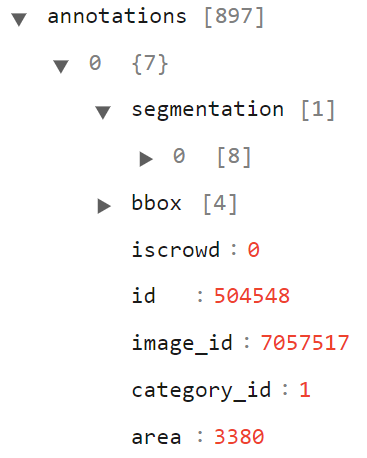 annotations [897]
0 {7}
segmentation [1]
0 [8]
bbox [4]
iscrowd : 0
id : 504548
image_id : 7057517
category_id : 1
area : 3380